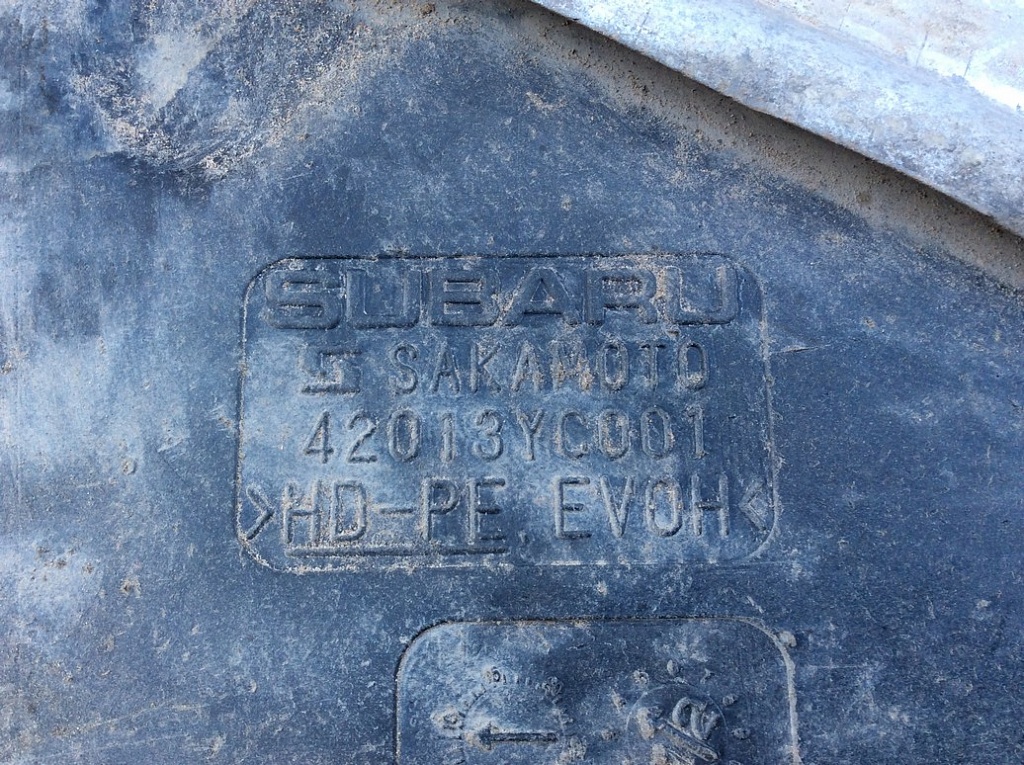 SUBARU
SAKAMOTO
42013YC001
>HD-PE, EVOH<